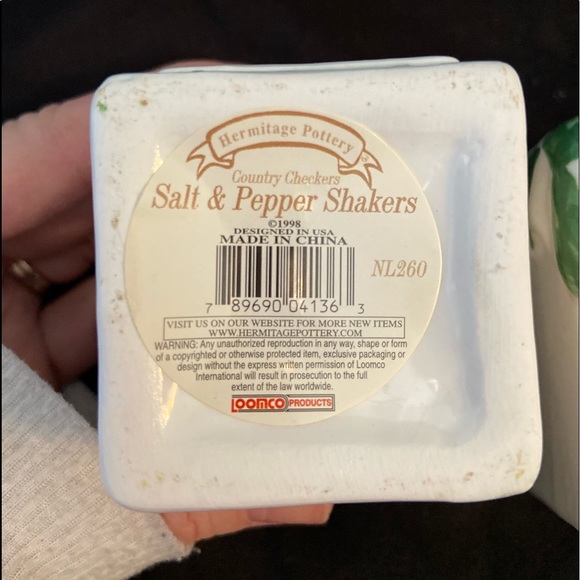 Hermitage Pottery®
Country Checkers
Salt & Pepper Shakers
©1998
DESIGNED IN USA
MADE IN CHINA
NL260
7 89690 04136 3
VISIT US ON OUR WEBSITE FOR MORE NEW ITEMS
WWW.HERMITAGEPOTTERY.COM
WARNING: Any unauthorized reproduction in any way, shape or form
of a copyrighted or otherwise protected item, exclusive packaging or
design without the express written permission of Loomco
International will result in prosecution to the full
extent of the law worldwide.
LOOMCO PRODUCTS